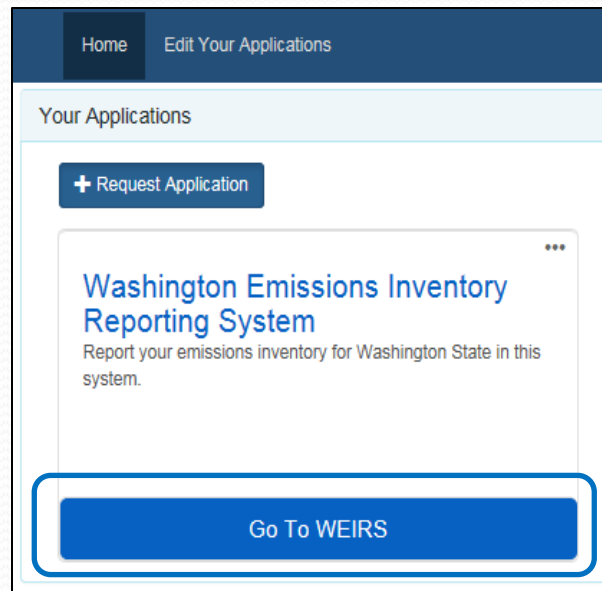 Home Edit Your Applications
Your Applications
+ Request Application
Washington Emissions Inventory
Reporting System
Report your emissions inventory for Washington State in this
system.
Go To WEIRS